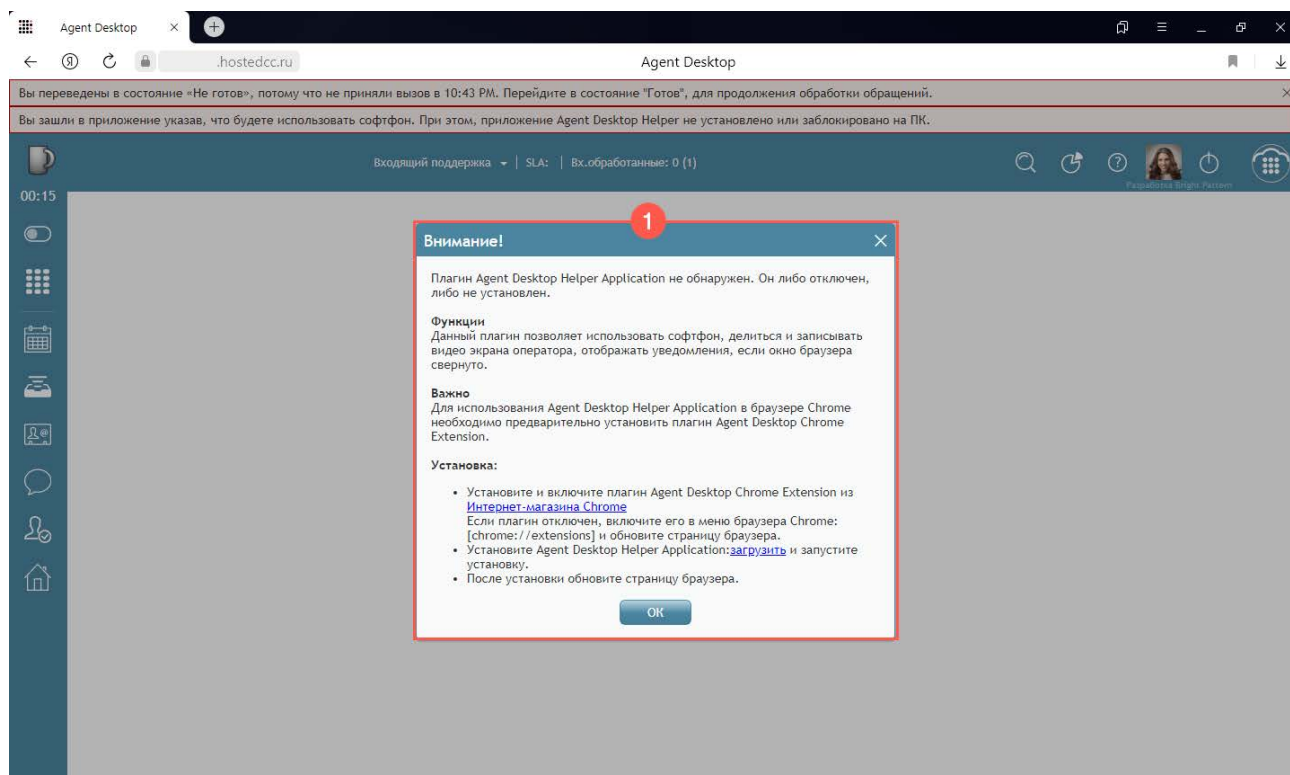 Agent Desktop
.hostedcc.ru
Agent Desktop
Вы переведены в состояние «Не готов», потому что не приняли вызов в 10:43 PM. Перейдите в состояние "Готов", для продолжения обработки обращений.
Вы зашли в приложение указав, что будете использовать софтфон. При этом, приложение Agent Desktop Helper не установлено или заблокировано на ПК.
Входящий поддержка | SLA: | Вх.обработанные: 0 (1)
Разработка Bright Pattern
00:15
1
Внимание!
Плагин Agent Desktop Helper Application не обнаружен. Он либо отключен,
либо не установлен.
Функции
Данный плагин позволяет использовать софтфон, делиться и записывать
видео экрана оператора, отображать уведомления, если окно браузера
свернуто.
Важно
Для использования Agent Desktop Helper Application в браузере Chrome
необходимо предварительно установить плагин Agent Desktop Chrome
Extension.
Установка:
• Установите и включите плагин Agent Desktop Chrome Extension из
Интернет-магазина Chrome
Если плагин отключен, включите его в меню браузера Chrome:
[chrome://extensions] и обновите страницу браузера.
• Установите Agent Desktop Helper Application:загрузить и запустите
установку.
• После установки обновите страницу браузера.
ОК